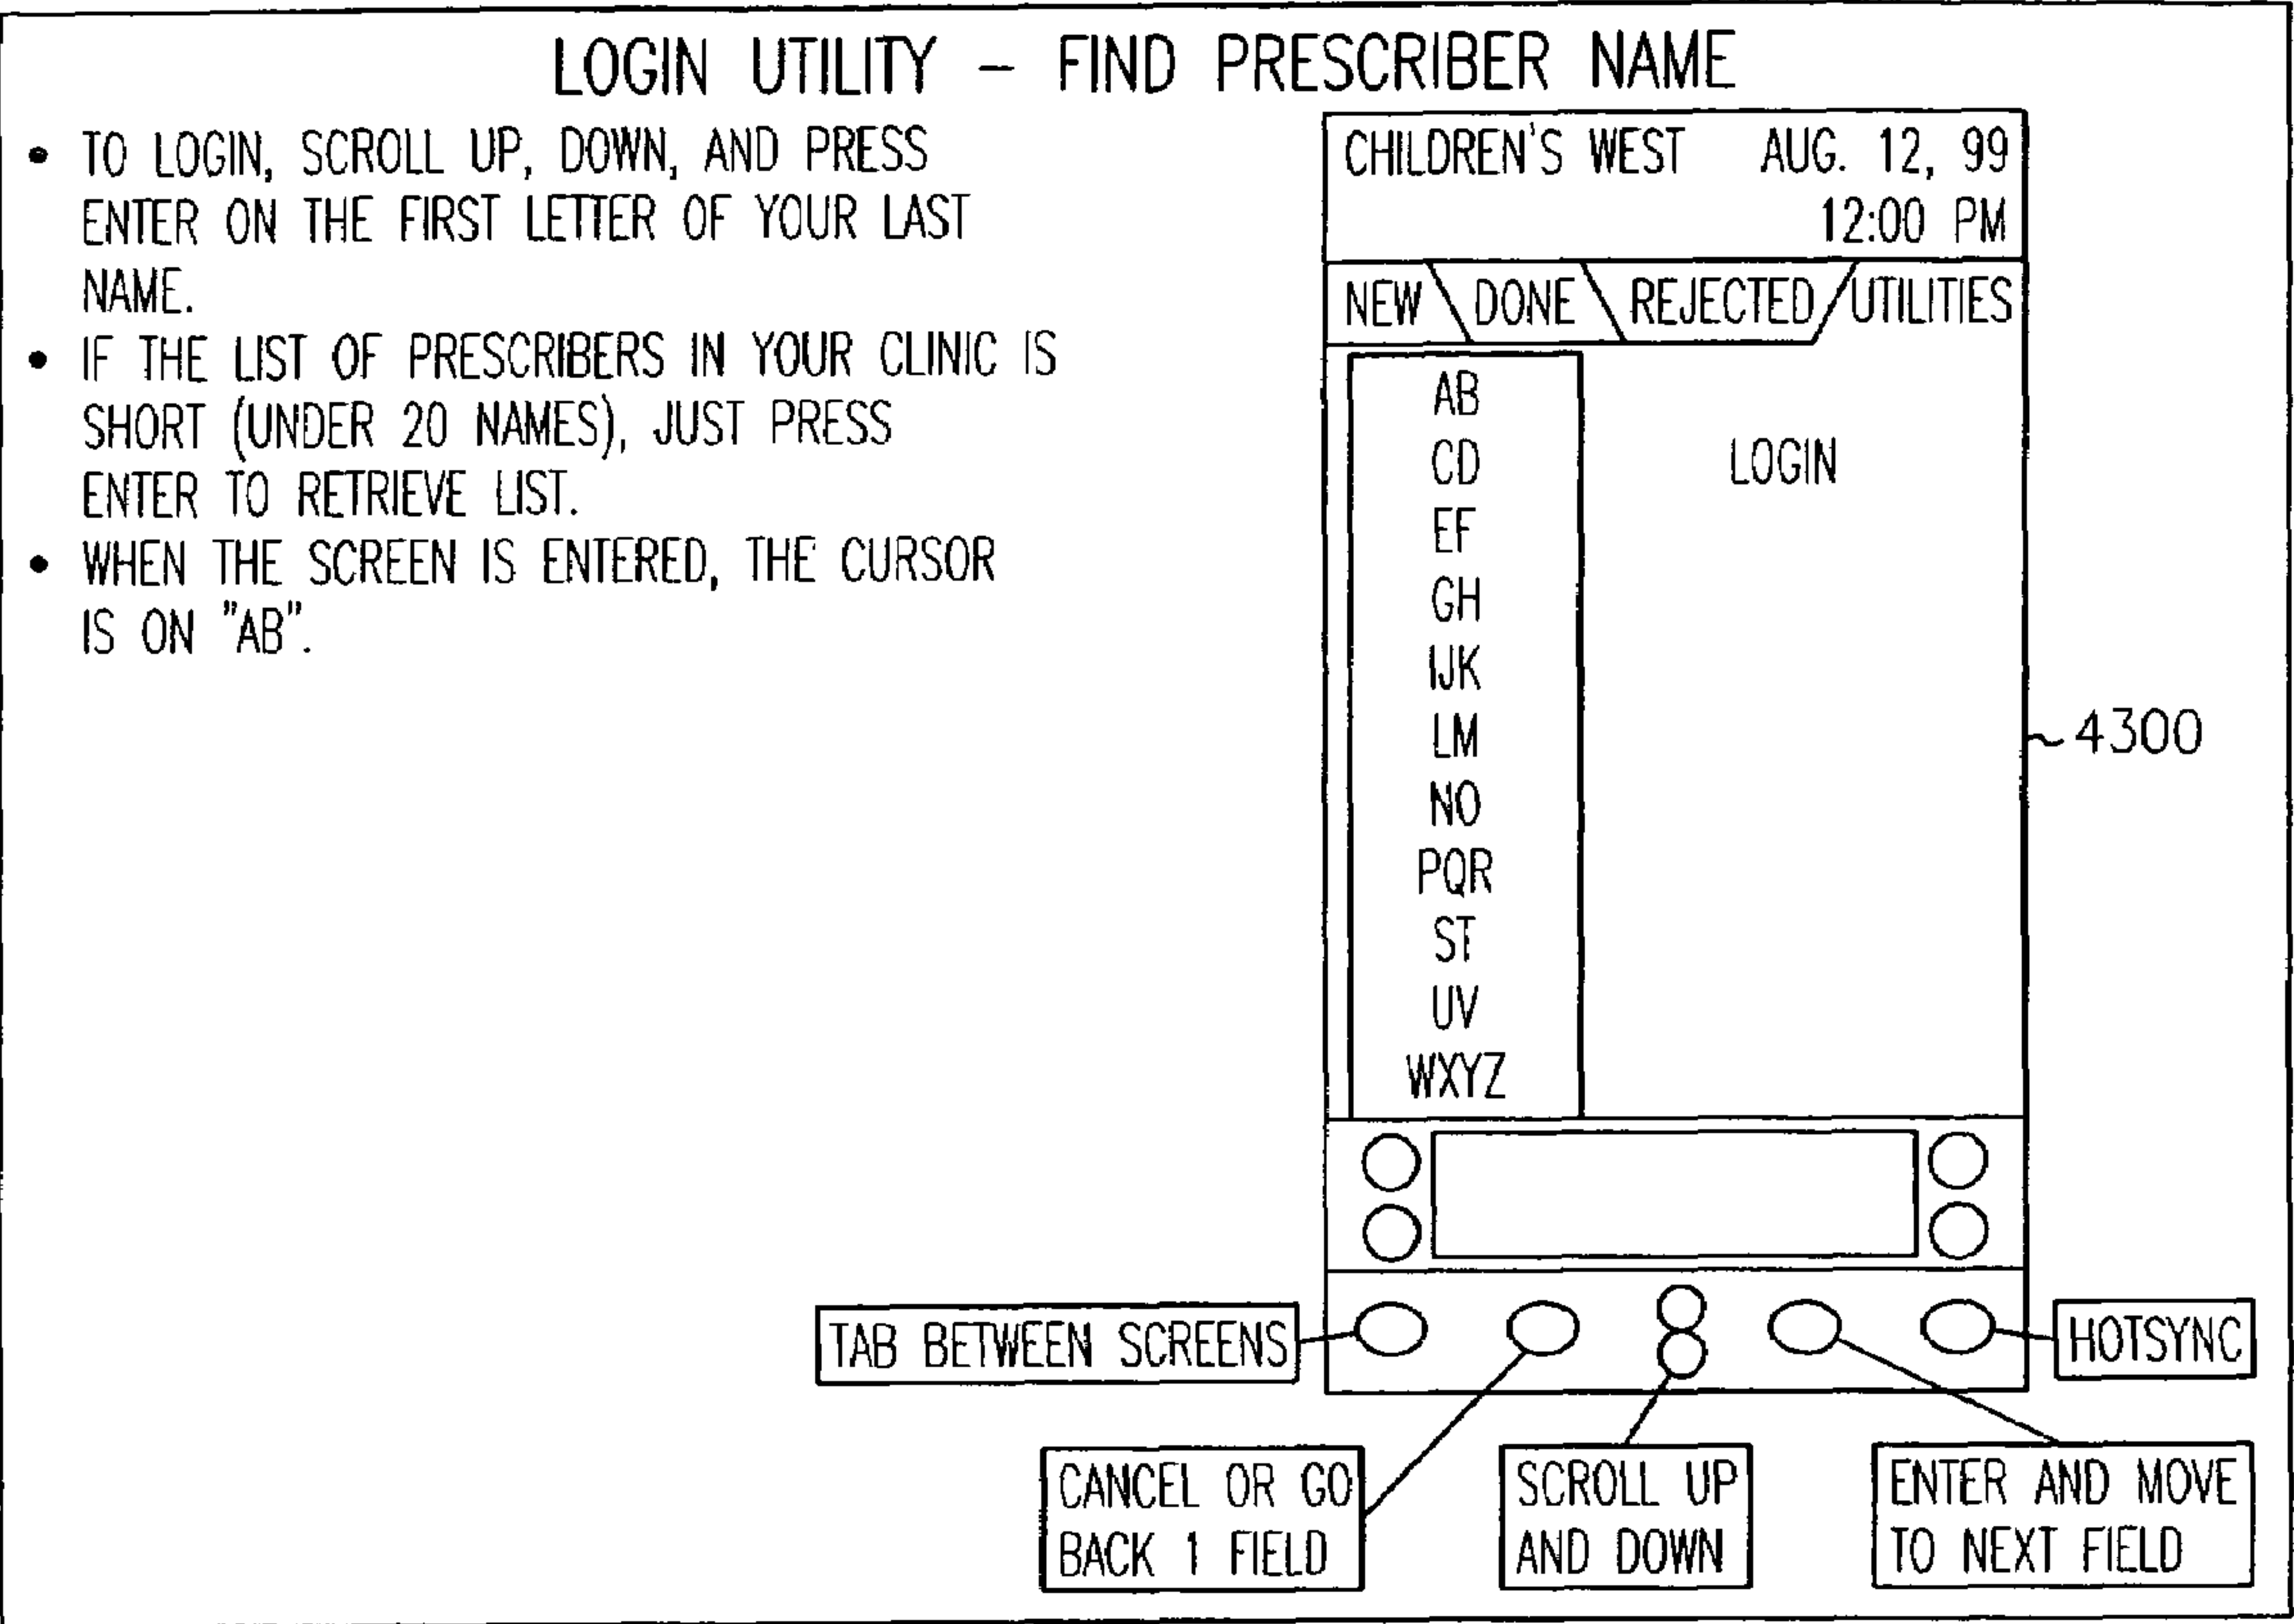 LOGIN UTILITY – FIND PRESCRIBER NAME
• TO LOGIN, SCROLL UP, DOWN, AND PRESS
ENTER ON THE FIRST LETTER OF YOUR LAST
NAME.
• IF THE LIST OF PRESCRIBERS IN YOUR CLINIC IS
SHORT (UNDER 20 NAMES), JUST PRESS
ENTER TO RETRIEVE LIST.
• WHEN THE SCREEN IS ENTERED, THE CURSOR
IS ON "AB".
CHILDREN'S WEST AUG. 12, 99
12:00 PM
NEW DONE REJECTED UTILITIES
AB
CD
EF
GH
IJK
LM
NO
PQR
ST
UV
WXYZ
LOGIN
4300
TAB BETWEEN SCREENS
HOTSYNC
CANCEL OR GO
BACK 1 FIELD
SCROLL UP
AND DOWN
ENTER AND MOVE
TO NEXT FIELD